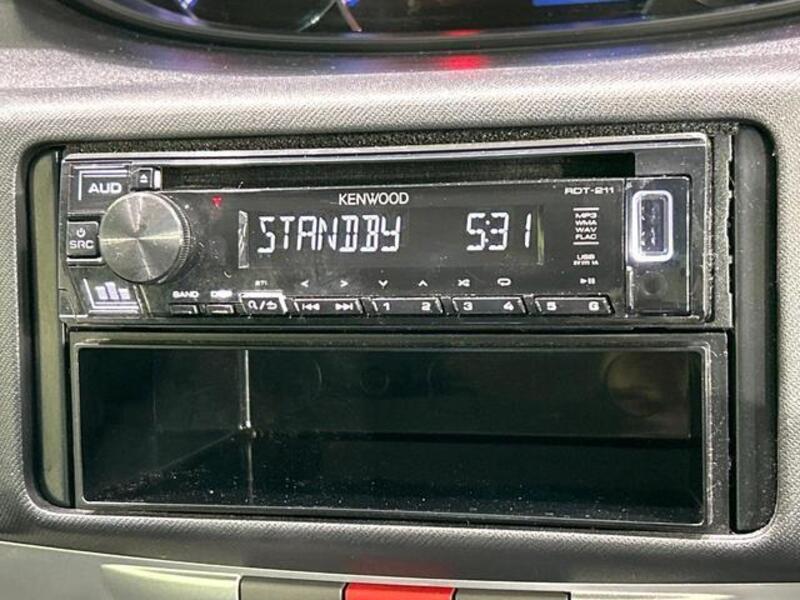 AUD
KENWOOD
RDT-211
STANDBY 5:31
SRC
MP3
WMA
WAV
FLAC
USB
BAND
1 2 3 4 5 6